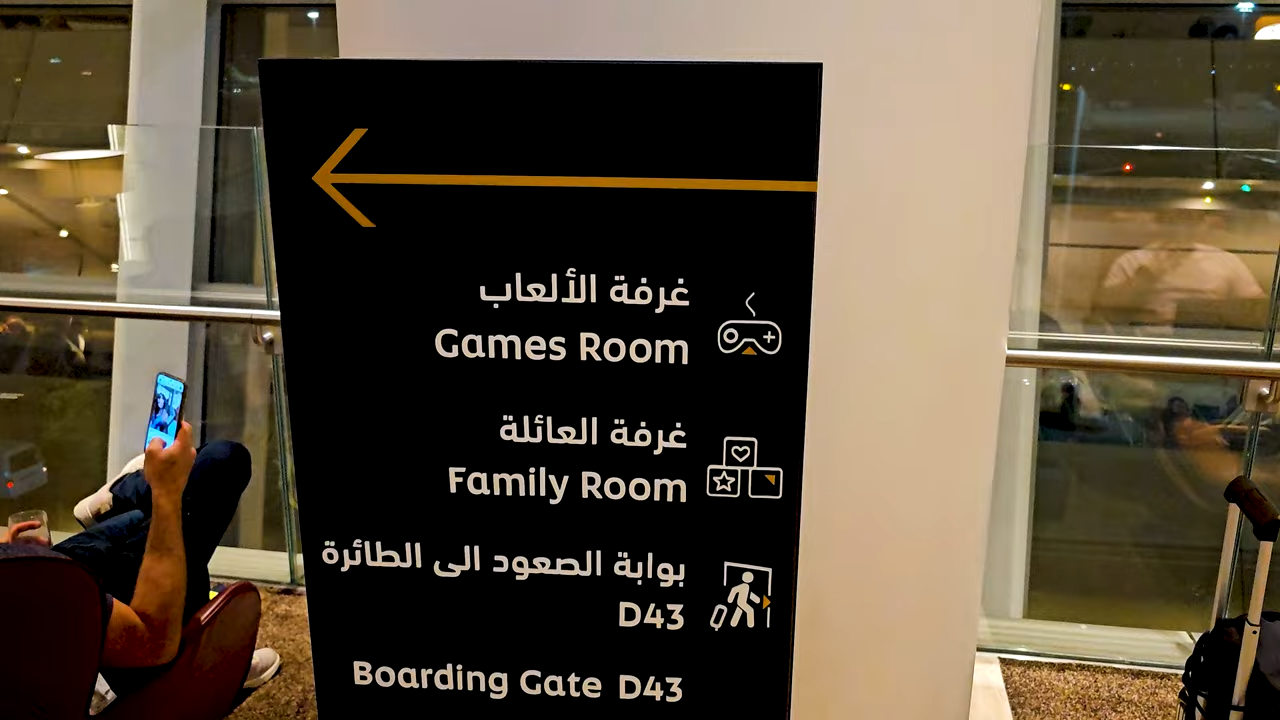 غرفة الألعاب
Games Room
غرفة العائلة
Family Room
بوابة الصعود الى الطائرة
D43
Boarding Gate D43